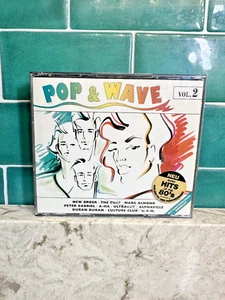 POP & WAVE
VOL. 2
NEU
HITS
80's
NEW ORDER · THE CULT · MARC ALMOND
PETER GABRIEL · A-HA · ULTRAVOX · ALPHAVILLE
DURAN DURAN · CULTURE CLUB · U.V.M.